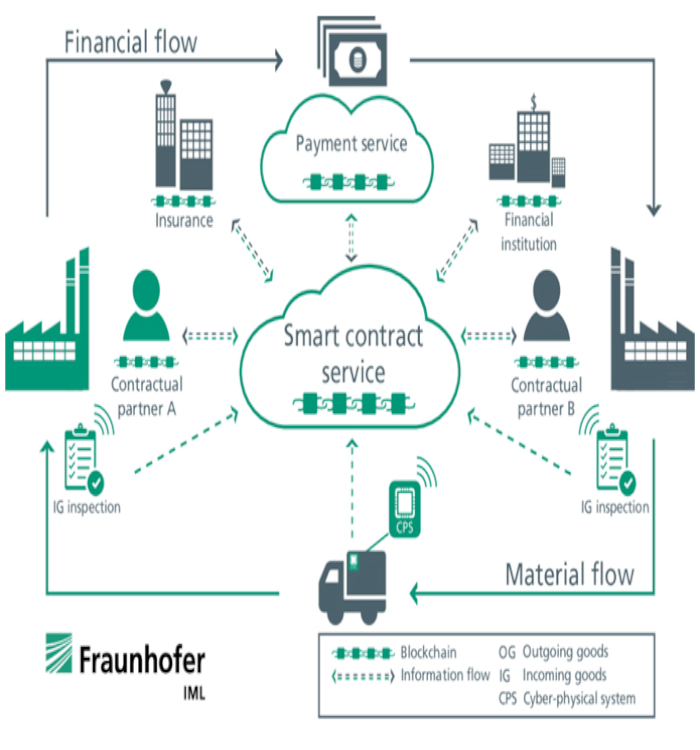 Financial flow
Payment service
Insurance
$
Financial
institution
Smart contract
service
Contractual
partner A
Contractual
partner B
IG inspection
IG inspection
CPS
Material flow
Fraunhofer
IML
Blockchain
Information flow
OG Outgoing goods
IG Incoming goods
CPS Cyber-physical system